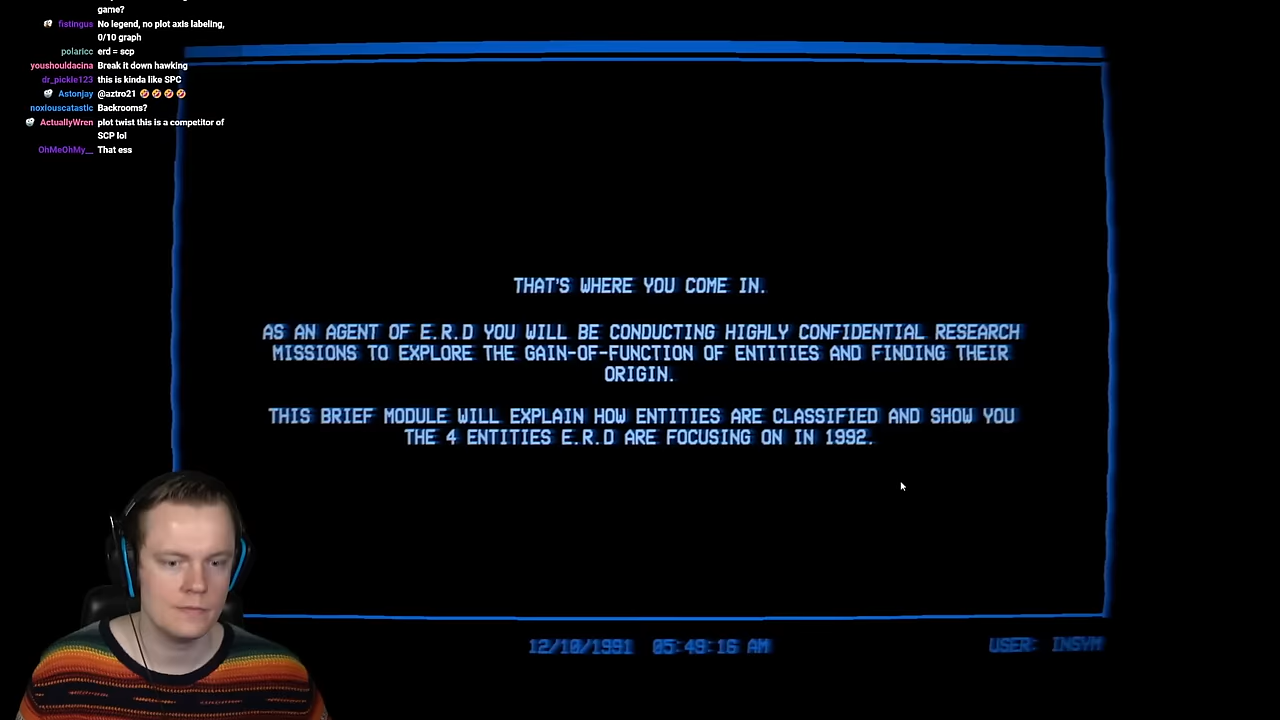 game?
fistingus No legend, no plot axis labeling,
0/10 graph
polaricc erd = scp
youshouldacina Break it down hawking
dr_pickle123 this is kinda like SPC
Astonjay @aztro21 🤣🤣🤣🤣
noxiouscatastic Backrooms?
ActuallyWren plot twist this is a competitor of
SCP lol
OhMeOhMy__ That ess
THAT'S WHERE YOU COME IN.
AS AN AGENT OF E.R.D YOU WILL BE CONDUCTING HIGHLY CONFIDENTIAL RESEARCH
MISSIONS TO EXPLORE THE GAIN-OF-FUNCTION OF ENTITIES AND FINDING THEIR
ORIGIN.
THIS BRIEF MODULE WILL EXPLAIN HOW ENTITIES ARE CLASSIFIED AND SHOW YOU
THE 4 ENTITIES E.R.D ARE FOCUSING ON IN 1992.
12/10/1991 05:49:16 AM
USER: INSYM